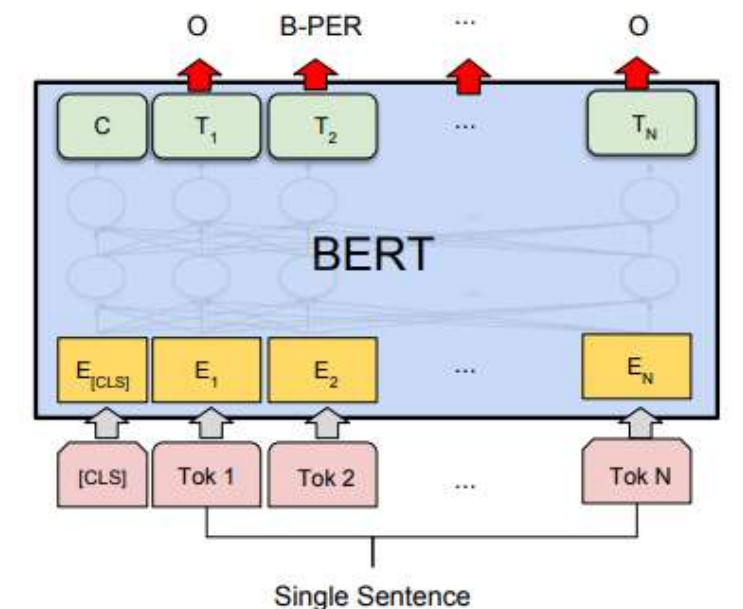 O B-PER ... O
C T1 T2 ... TN
BERT
E[CLS] E1 E2 ... EN
[CLS] Tok 1 Tok 2 ... Tok N
Single Sentence